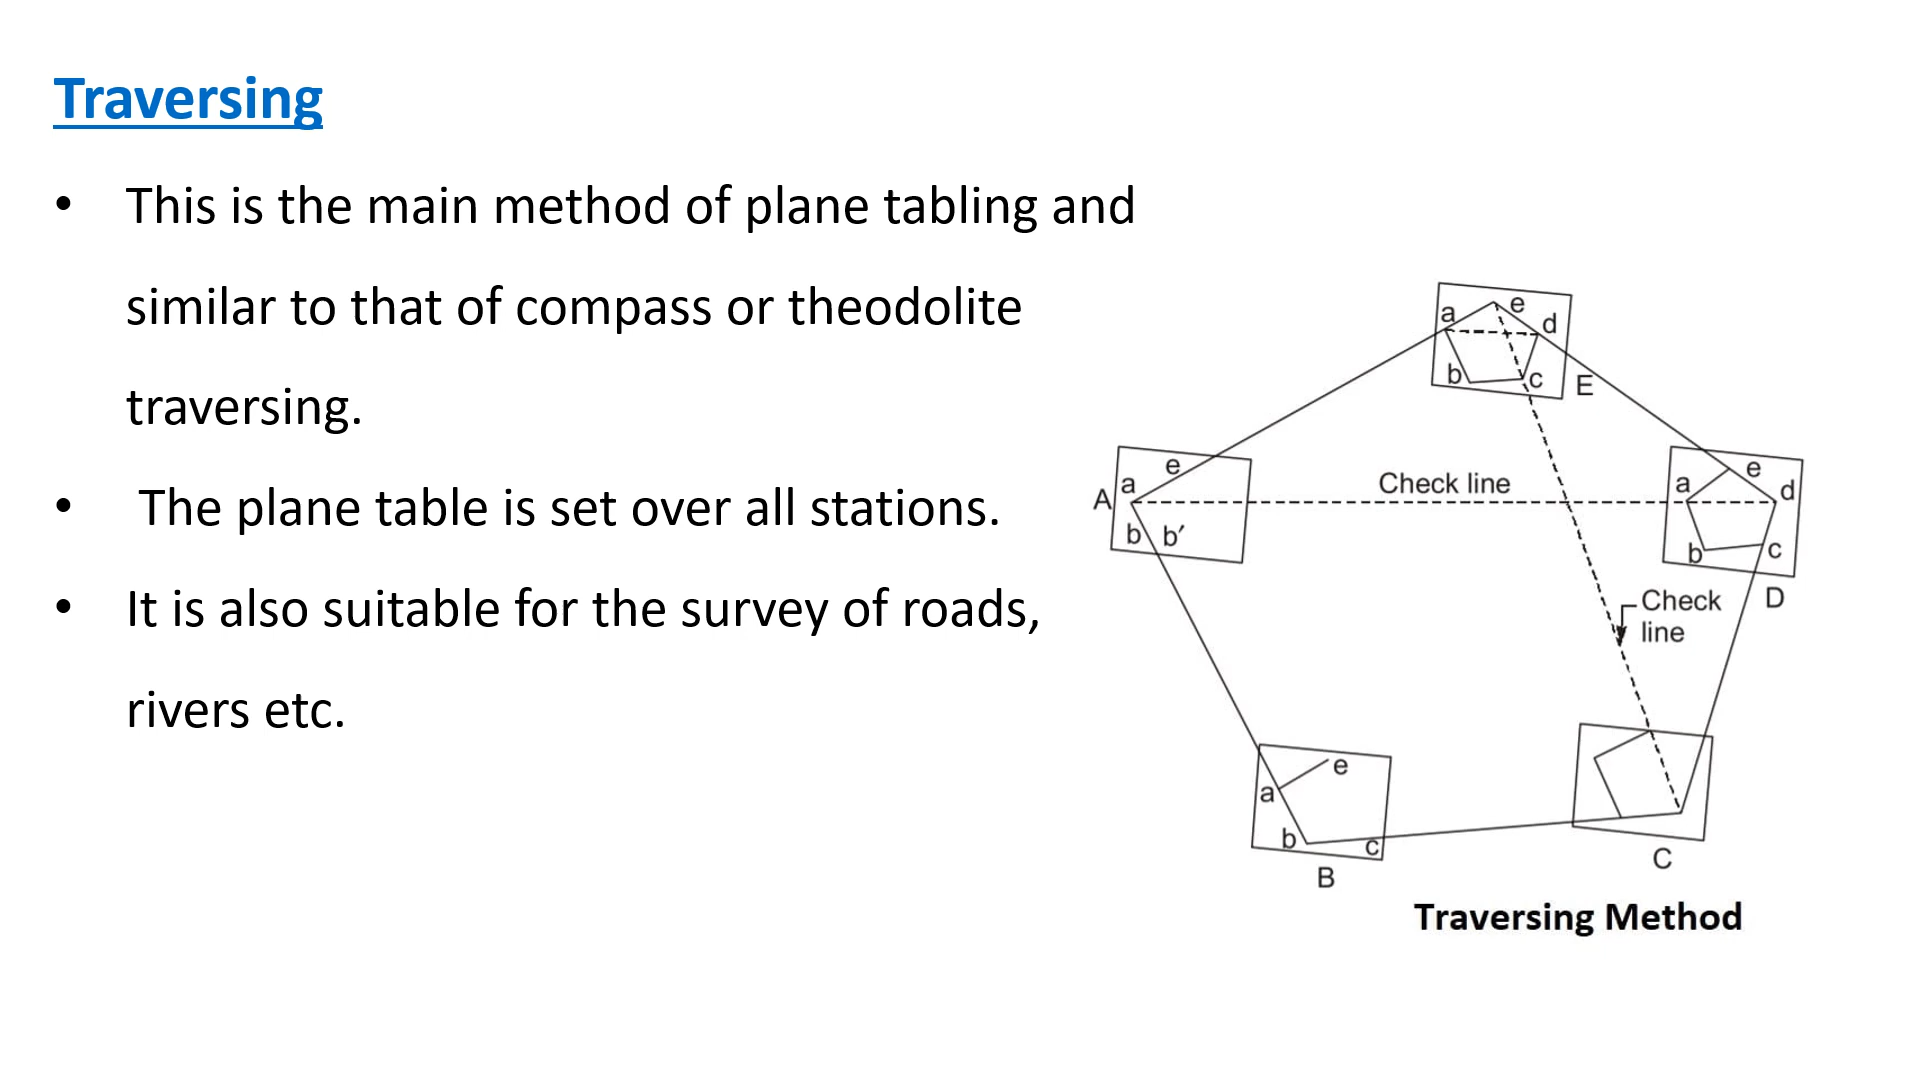 Traversing
• This is the main method of plane tabling and
similar to that of compass or theodolite
traversing.
• The plane table is set over all stations.
• It is also suitable for the survey of roads,
rivers etc.
a e d
b c E
A a e
b b′
Check line
a e d
b c
D
Check
line
a e
b c
B
C
Traversing Method